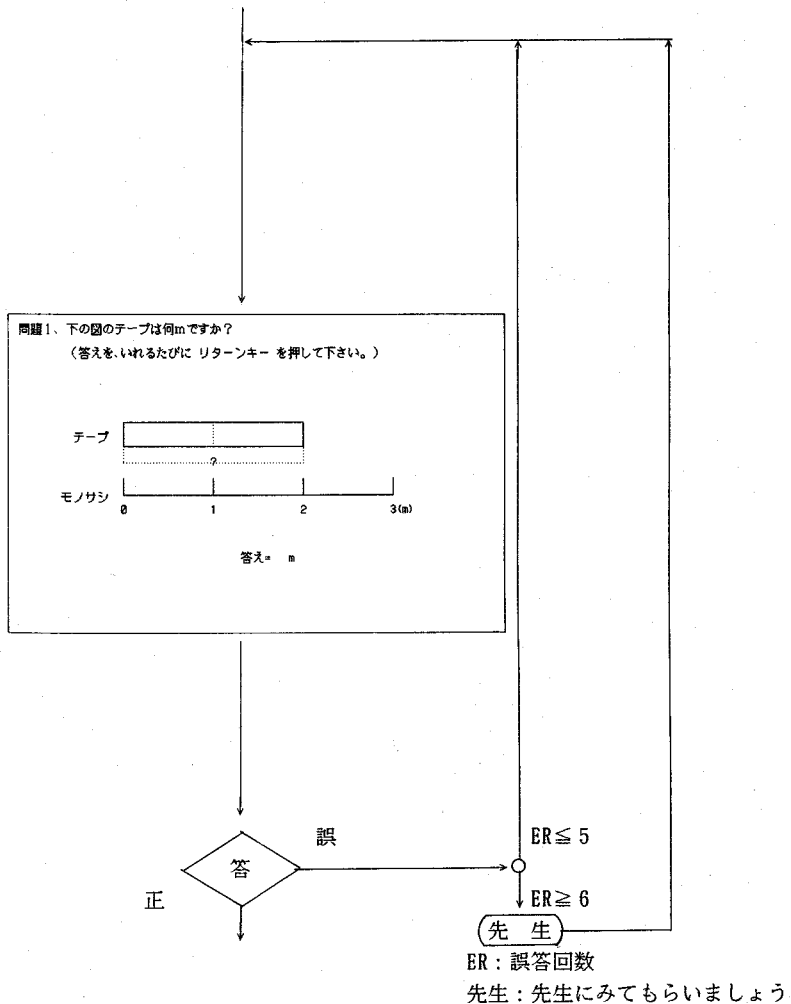 問題1、下の図のテープは何mですか？
（答えを、いれるたびに リターンキー を押して下さい。）
テープ
?
モノサシ
0 1 2 3(m)
答え= m
誤
ER≦5
答
正
ER≧6
先 生
ER：誤答回数
先生：先生にみてもらいましょう